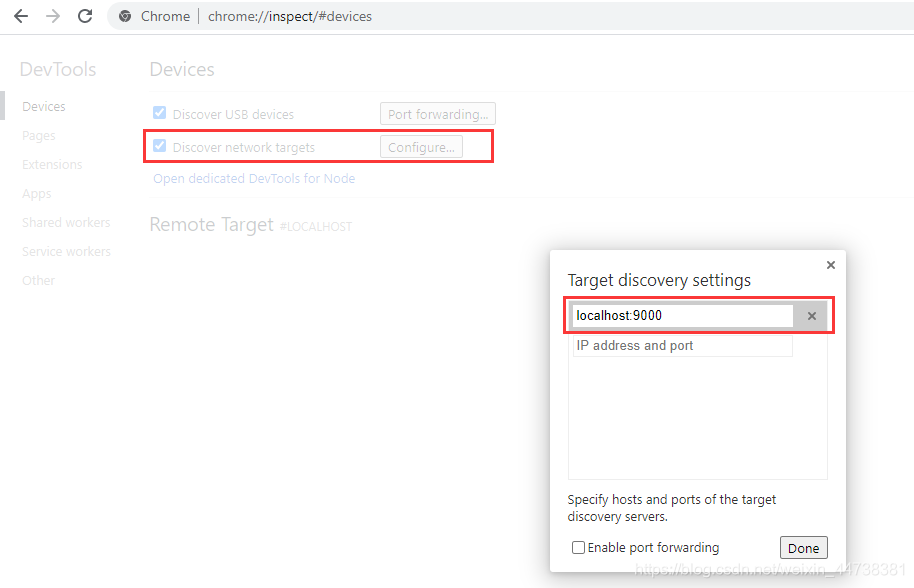 Chrome | chrome://inspect/#devices
DevTools
Devices
Pages
Extensions
Apps
Shared workers
Service workers
Other
Devices
Discover USB devices Port forwarding...
Discover network targets Configure...
Open dedicated DevTools for Node
Remote Target #LOCALHOST
Target discovery settings
localhost:9000
IP address and port
Specify hosts and ports of the target
discovery servers.
Enable port forwarding Done
https://blog.csdn.net/weixin_44738381